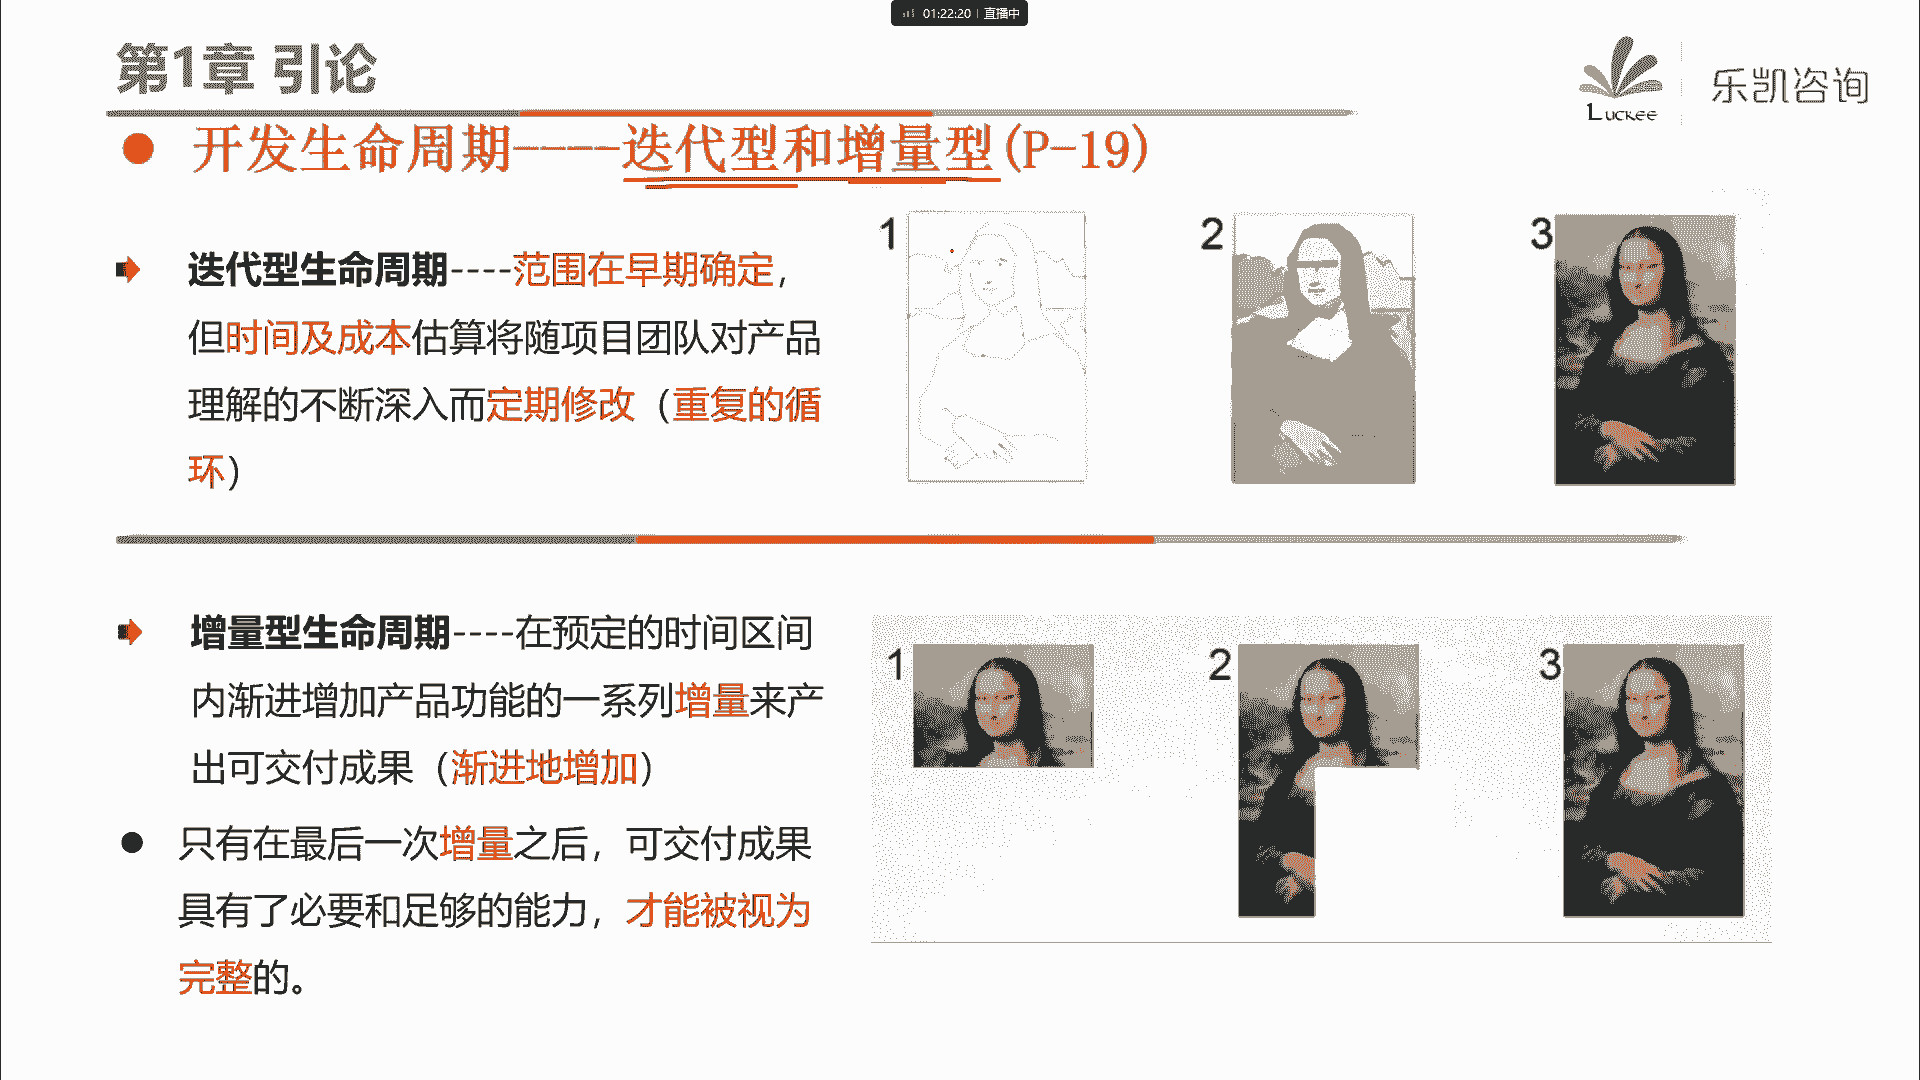 01:22:20 | 直播中
第1章 引论
LUCKEE
乐凯咨询
开发生命周期----迭代型和增量型(P-19)
迭代型生命周期----范围在早期确定，
但时间及成本估算将随项目团队对产品
理解的不断深入而定期修改（重复的循
环）
1
2
3
增量型生命周期----在预定的时间区间
内渐进增加产品功能的一系列增量来产
出可交付成果（渐进地增加）
只有在最后一次增量之后，可交付成果
具有了必要和足够的能力，才能被视为
完整的。
1
2
3